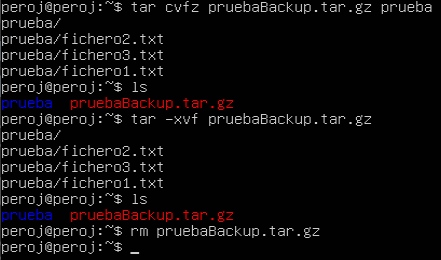 peroj@peroj:~$ tar cvfz pruebaBackup.tar.gz prueba
prueba/
prueba/fichero2.txt
prueba/fichero3.txt
prueba/fichero1.txt
peroj@peroj:~$ ls
prueba  pruebaBackup.tar.gz
peroj@peroj:~$ tar -xvf pruebaBackup.tar.gz
prueba/
prueba/fichero2.txt
prueba/fichero3.txt
prueba/fichero1.txt
peroj@peroj:~$ ls
prueba  pruebaBackup.tar.gz
peroj@peroj:~$ rm pruebaBackup.tar.gz
peroj@peroj:~$ _